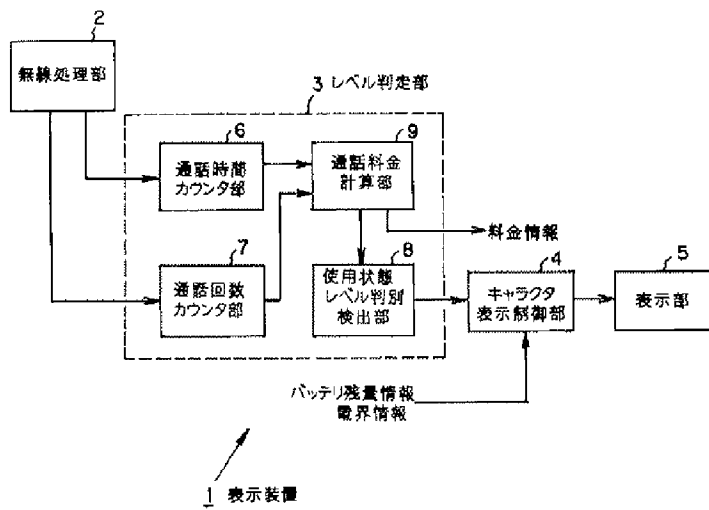 2
無線処理部
3 レベル判定部
6
通話時間
カウンタ部
9
通話料金
計算部
料金情報
7
通話回数
カウンタ部
8
使用状態
レベル判別
検出部
4
キャラクタ
表示制御部
5
表示部
バッテリ残量情報
電界情報
1 表示装置